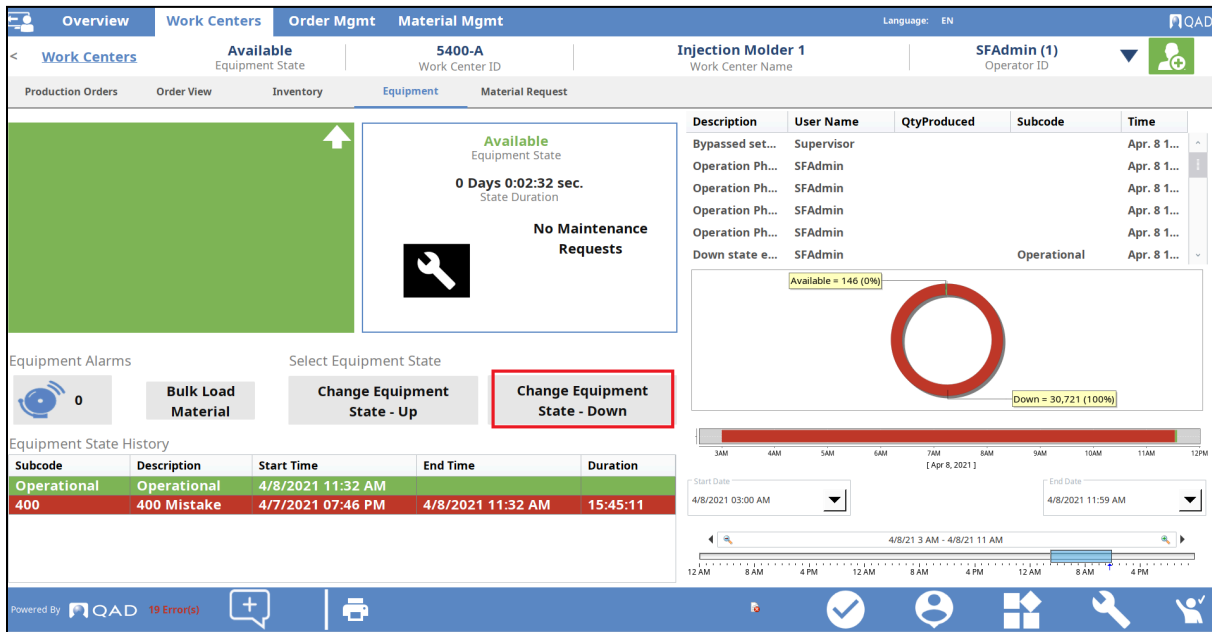 Overview Work Centers Order Mgmt Material Mgmt Language: EN QAD
< Work Centers Available 5400-A Injection Molder 1 SFAdmin (1)
Equipment State Work Center ID Work Center Name Operator ID
Production Orders Order View Inventory Equipment Material Request
Available
Equipment State
0 Days 0:02:32 sec.
State Duration
No Maintenance
Requests
Description User Name QtyProduced Subcode Time
Bypassed set... Supervisor Apr. 8 1...
Operation Ph... SFAdmin Apr. 8 1...
Operation Ph... SFAdmin Apr. 8 1...
Operation Ph... SFAdmin Apr. 8 1...
Operation Ph... SFAdmin Apr. 8 1...
Down state e... SFAdmin Operational Apr. 8 1...
Available = 146 (0%)
Down = 30,721 (100%)
Equipment Alarms Select Equipment State
0
Bulk Load
Material
Change Equipment
State - Up
Change Equipment
State - Down
Equipment State History
Subcode Description Start Time End Time Duration
Operational Operational 4/8/2021 11:32 AM
400 400 Mistake 4/7/2021 07:46 PM 4/8/2021 11:32 AM 15:45:11
3AM 4AM 5AM 6AM 7AM 8AM 9AM 10AM 11AM 12PM
[ Apr 8, 2021 ]
Start Date End Date
4/8/2021 03:00 AM 4/8/2021 11:59 AM
4/8/21 3 AM - 4/8/21 11 AM
12 AM 8 AM 4 PM 12 AM 8 AM 4 PM 12 AM 8 AM 4 PM
Powered By QAD 19 Error(s)